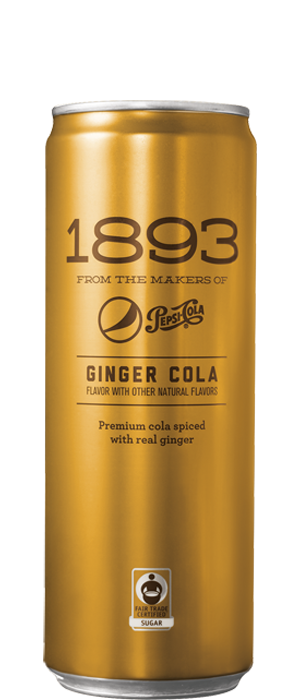 1893
FROM THE MAKERS OF
PEPSI-COLA
GINGER COLA
FLAVOR WITH OTHER NATURAL FLAVORS
Premium cola spiced
with real ginger
FAIR TRADE
CERTIFIED
SUGAR